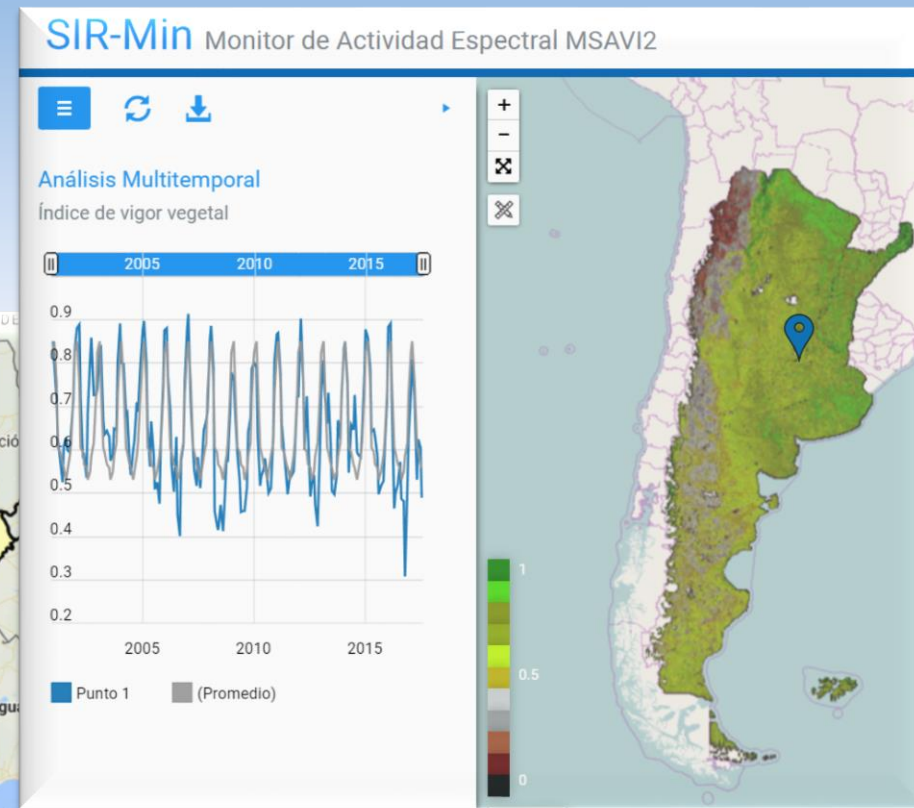 SIR-Min Monitor de Actividad Espectral MSAVI2
Análisis Multitemporal
Índice de vigor vegetal
2005 2010 2015
0.9
0.8
0.7
0.6
0.5
0.4
0.3
0.2
2005 2010 2015
Punto 1 (Promedio)
+
−
1
0.5
0